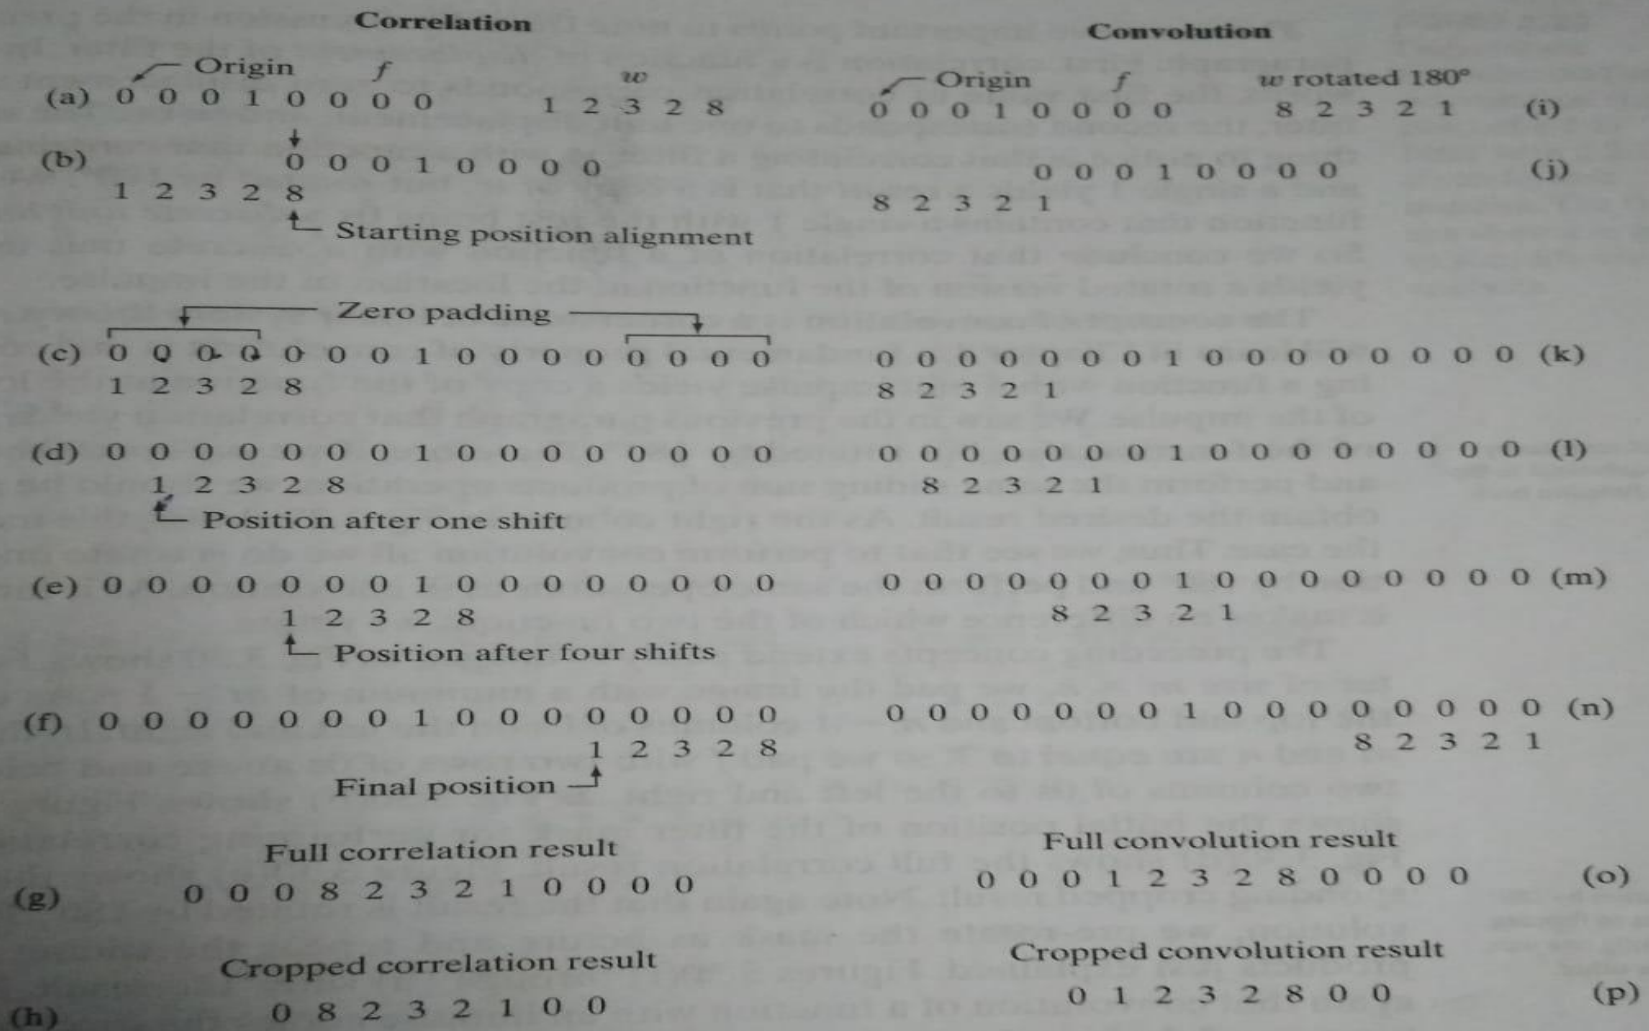 Correlation
Origin f w
(a) 0 0 0 1 0 0 0 0 1 2 3 2 8
(b) 0 0 0 1 0 0 0 0
1 2 3 2 8
Starting position alignment
Zero padding
(c) 0 0 0 0 0 0 0 1 0 0 0 0 0 0 0 0
1 2 3 2 8
(d) 0 0 0 0 0 0 0 1 0 0 0 0 0 0 0 0
1 2 3 2 8
Position after one shift
(e) 0 0 0 0 0 0 0 1 0 0 0 0 0 0 0 0
1 2 3 2 8
Position after four shifts
(f) 0 0 0 0 0 0 0 1 0 0 0 0 0 0 0 0
1 2 3 2 8
Final position
Full correlation result
(g) 0 0 0 8 2 3 2 1 0 0 0 0
Cropped correlation result
(h) 0 8 2 3 2 1 0 0
Convolution
Origin f w rotated 180°
0 0 0 1 0 0 0 0 8 2 3 2 1 (i)
0 0 0 1 0 0 0 0 (j)
8 2 3 2 1
0 0 0 0 0 0 0 1 0 0 0 0 0 0 0 0 (k)
8 2 3 2 1
0 0 0 0 0 0 0 1 0 0 0 0 0 0 0 0 (l)
8 2 3 2 1
0 0 0 0 0 0 0 1 0 0 0 0 0 0 0 0 (m)
8 2 3 2 1
0 0 0 0 0 0 0 1 0 0 0 0 0 0 0 0 (n)
8 2 3 2 1
Full convolution result
0 0 0 1 2 3 2 8 0 0 0 0 (o)
Cropped convolution result
0 1 2 3 2 8 0 0 (p)